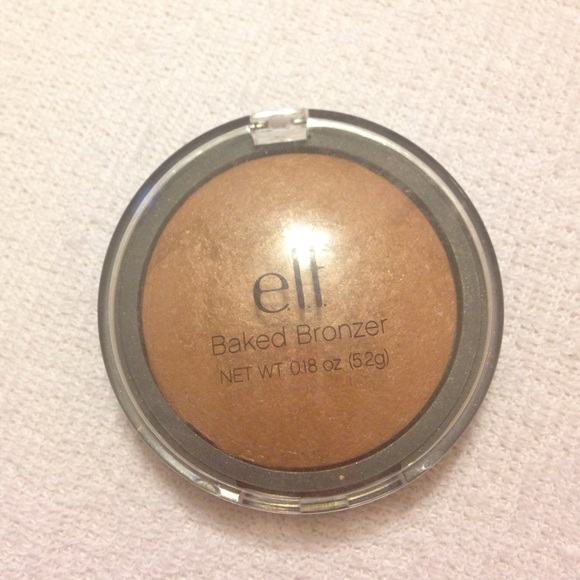 e.l.f.
Baked Bronzer
NET WT. 0.18 oz (5.2g)